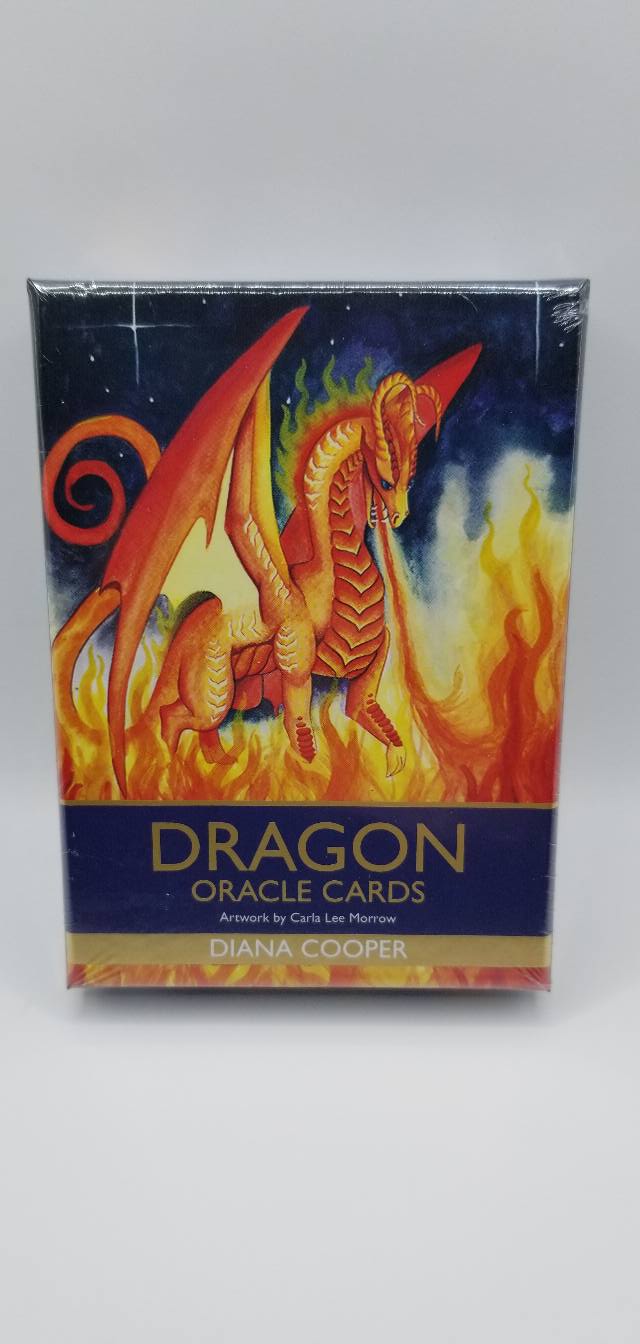 DRAGON
ORACLE CARDS
Artwork by Carla Lee Morrow
DIANA COOPER